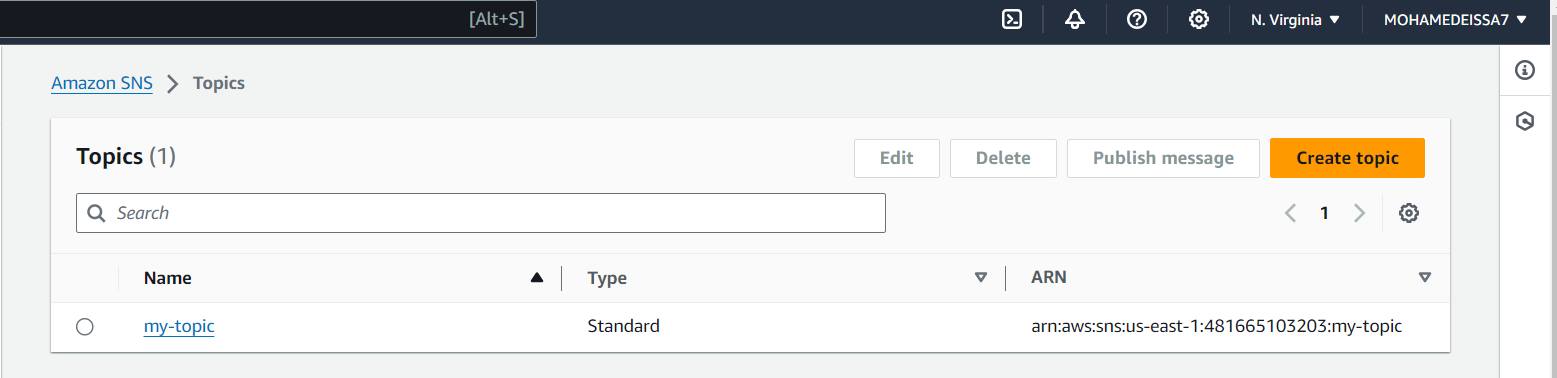 [Alt+S] N. Virginia MOHAMEDEISSA7
Amazon SNS Topics
Topics (1) Edit Delete Publish message Create topic
Search 1
Name Type ARN
my-topic Standard arn:aws:sns:us-east-1:481665103203:my-topic